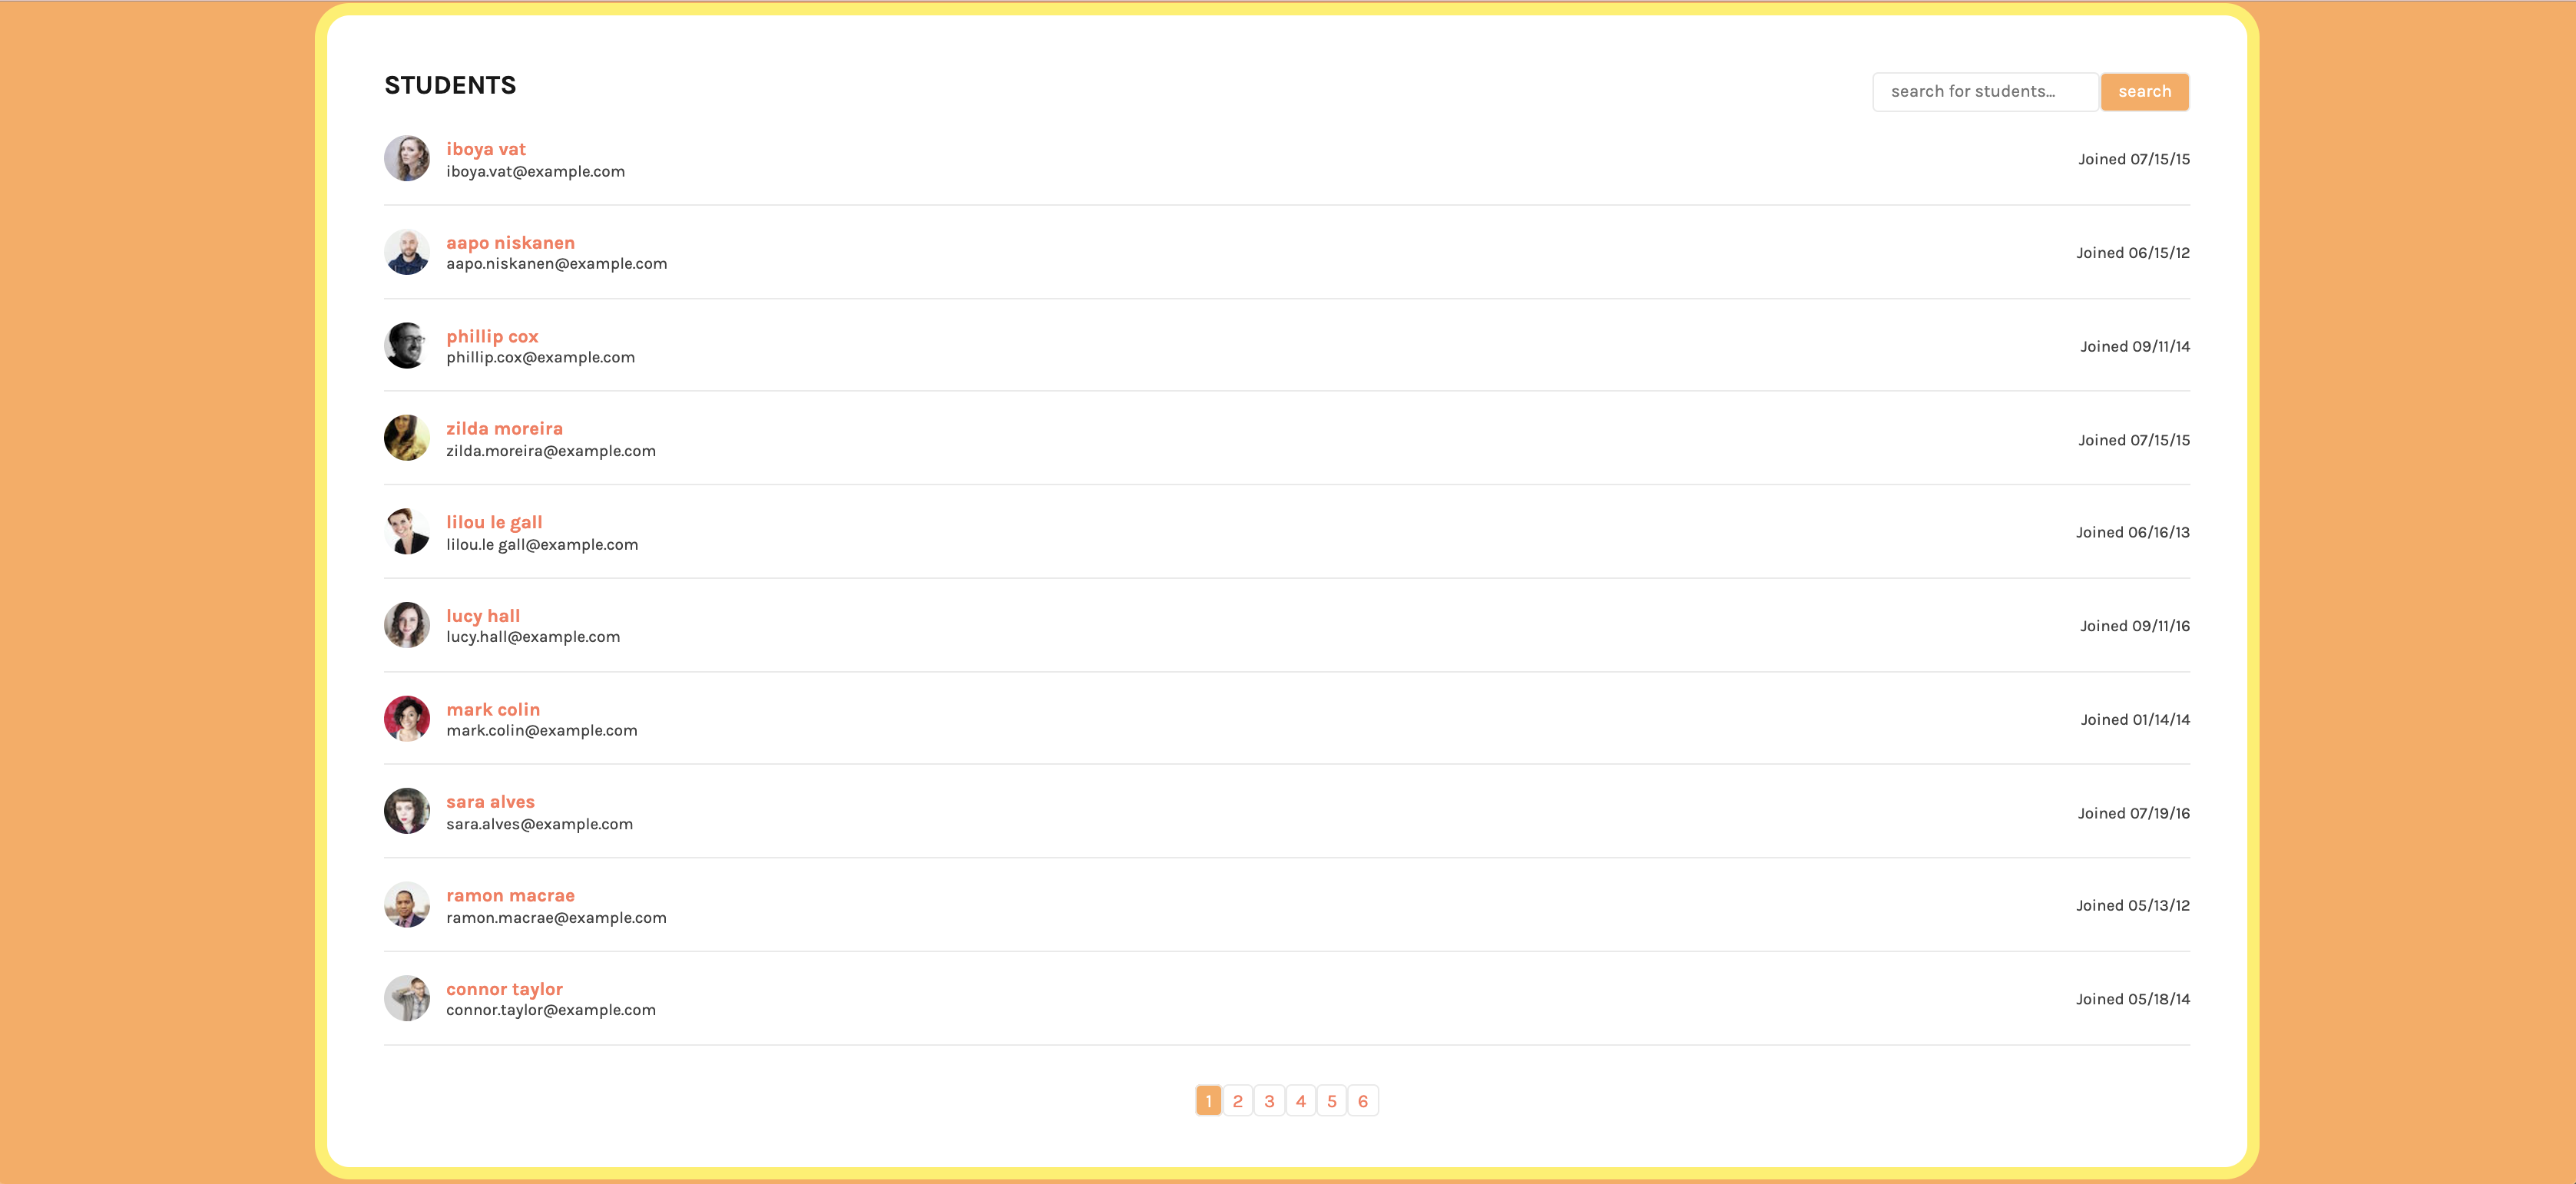 STUDENTS
search for students...
search
iboya vat
iboya.vat@example.com
Joined 07/15/15
aapo niskanen
aapo.niskanen@example.com
Joined 06/15/12
phillip cox
phillip.cox@example.com
Joined 09/11/14
zilda moreira
zilda.moreira@example.com
Joined 07/15/15
lilou le gall
lilou.le gall@example.com
Joined 06/16/13
lucy hall
lucy.hall@example.com
Joined 09/11/16
mark colin
mark.colin@example.com
Joined 01/14/14
sara alves
sara.alves@example.com
Joined 07/19/16
ramon macrae
ramon.macrae@example.com
Joined 05/13/12
connor taylor
connor.taylor@example.com
Joined 05/18/14
1 2 3 4 5 6